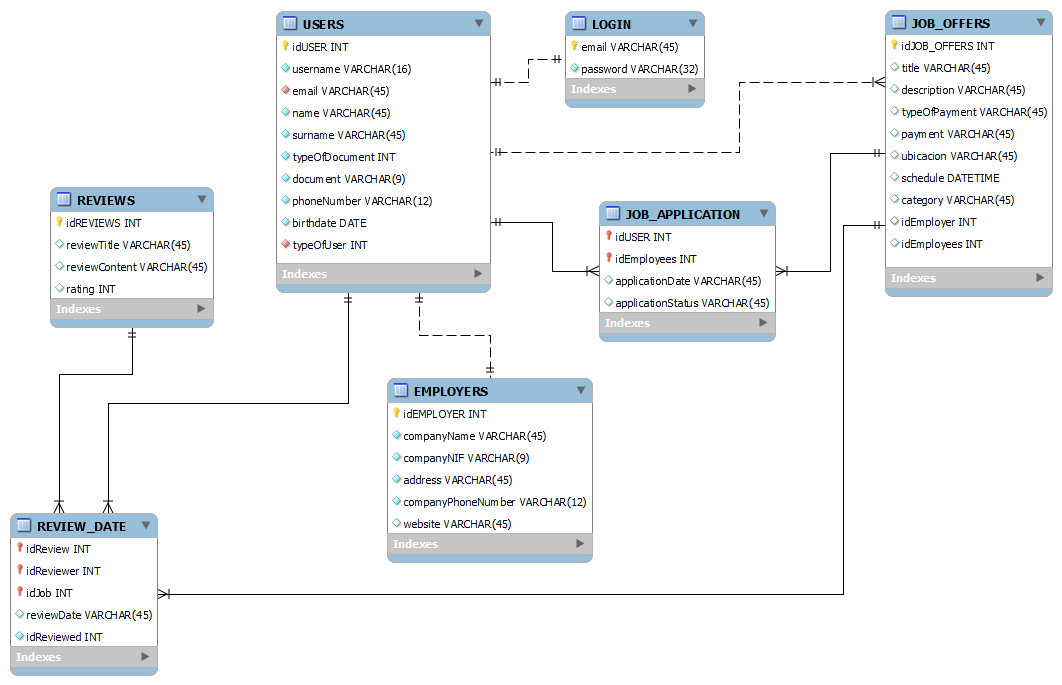 USERS
idUSER INT
username VARCHAR(16)
email VARCHAR(45)
name VARCHAR(45)
surname VARCHAR(45)
typeOfDocument INT
document VARCHAR(9)
phoneNumber VARCHAR(12)
birthdate DATE
typeOfUser INT
Indexes
LOGIN
email VARCHAR(45)
password VARCHAR(32)
Indexes
JOB_OFFERS
idJOB_OFFERS INT
title VARCHAR(45)
description VARCHAR(45)
typeOfPayment VARCHAR(45)
payment VARCHAR(45)
ubicacion VARCHAR(45)
schedule DATETIME
category VARCHAR(45)
idEmployer INT
idEmployees INT
Indexes
REVIEWS
idREVIEWS INT
reviewTitle VARCHAR(45)
reviewContent VARCHAR(45)
rating INT
Indexes
JOB_APPLICATION
idUSER INT
idEmployees INT
applicationDate VARCHAR(45)
applicationStatus VARCHAR(45)
Indexes
EMPLOYERS
idEMPLOYER INT
companyName VARCHAR(45)
companyNIF VARCHAR(9)
address VARCHAR(45)
companyPhoneNumber VARCHAR(12)
website VARCHAR(45)
Indexes
REVIEW_DATE
idReview INT
idReviewer INT
idJob INT
reviewDate VARCHAR(45)
idReviewed INT
Indexes